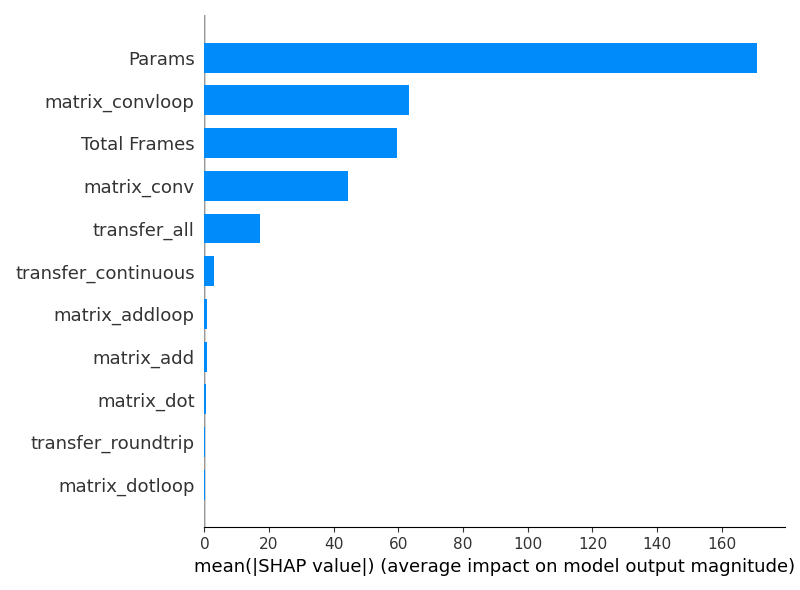 Params
matrix_convloop
Total Frames
matrix_conv
transfer_all
transfer_continuous
matrix_addloop
matrix_add
matrix_dot
transfer_roundtrip
matrix_dotloop
0 20 40 60 80 100 120 140 160
mean(|SHAP value|) (average impact on model output magnitude)